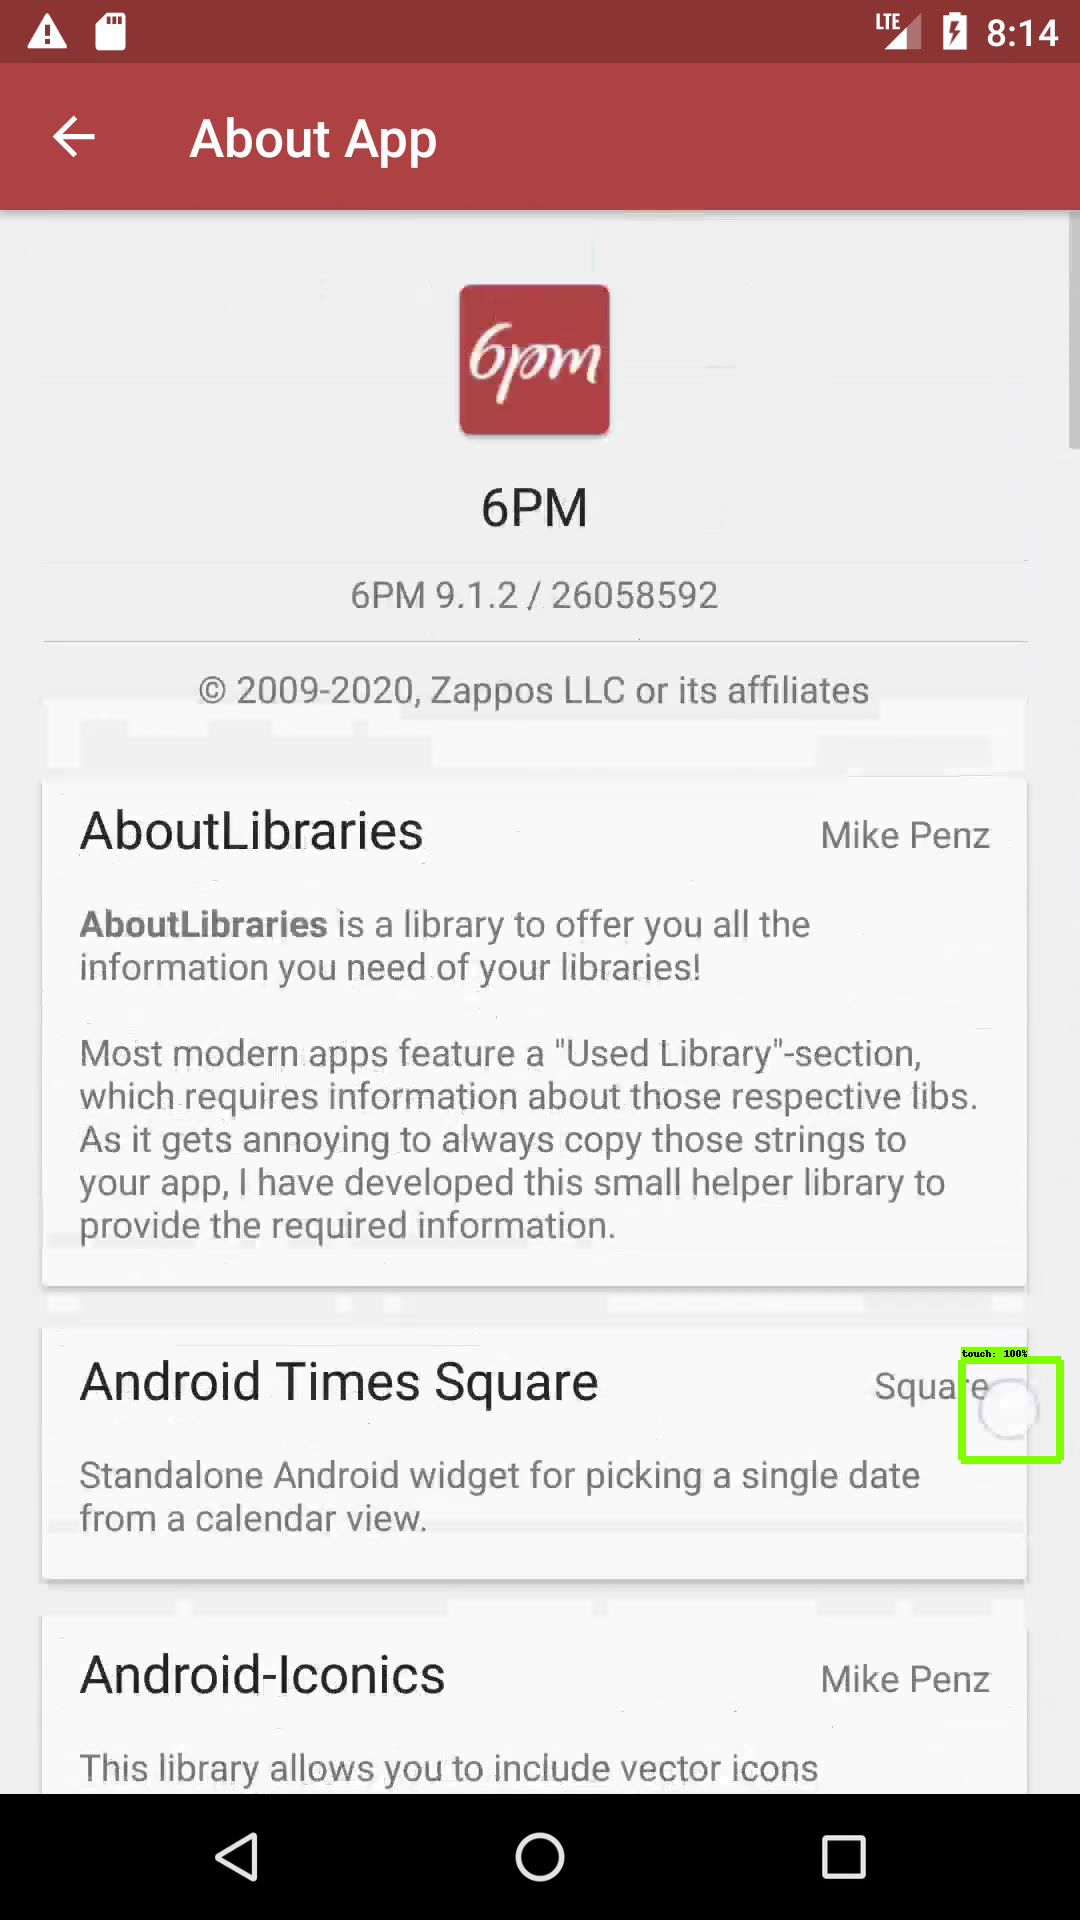 LTE 8:14
About App
6pm
6PM
6PM 9.1.2 / 26058592
© 2009-2020, Zappos LLC or its affiliates
AboutLibraries Mike Penz
AboutLibraries is a library to offer you all the
information you need of your libraries!
Most modern apps feature a "Used Library"-section,
which requires information about those respective libs.
As it gets annoying to always copy those strings to
your app, I have developed this small helper library to
provide the required information.
touch: 100%
Android Times Square Square
Standalone Android widget for picking a single date
from a calendar view.
Android-Iconics Mike Penz
This library allows you to include vector icons